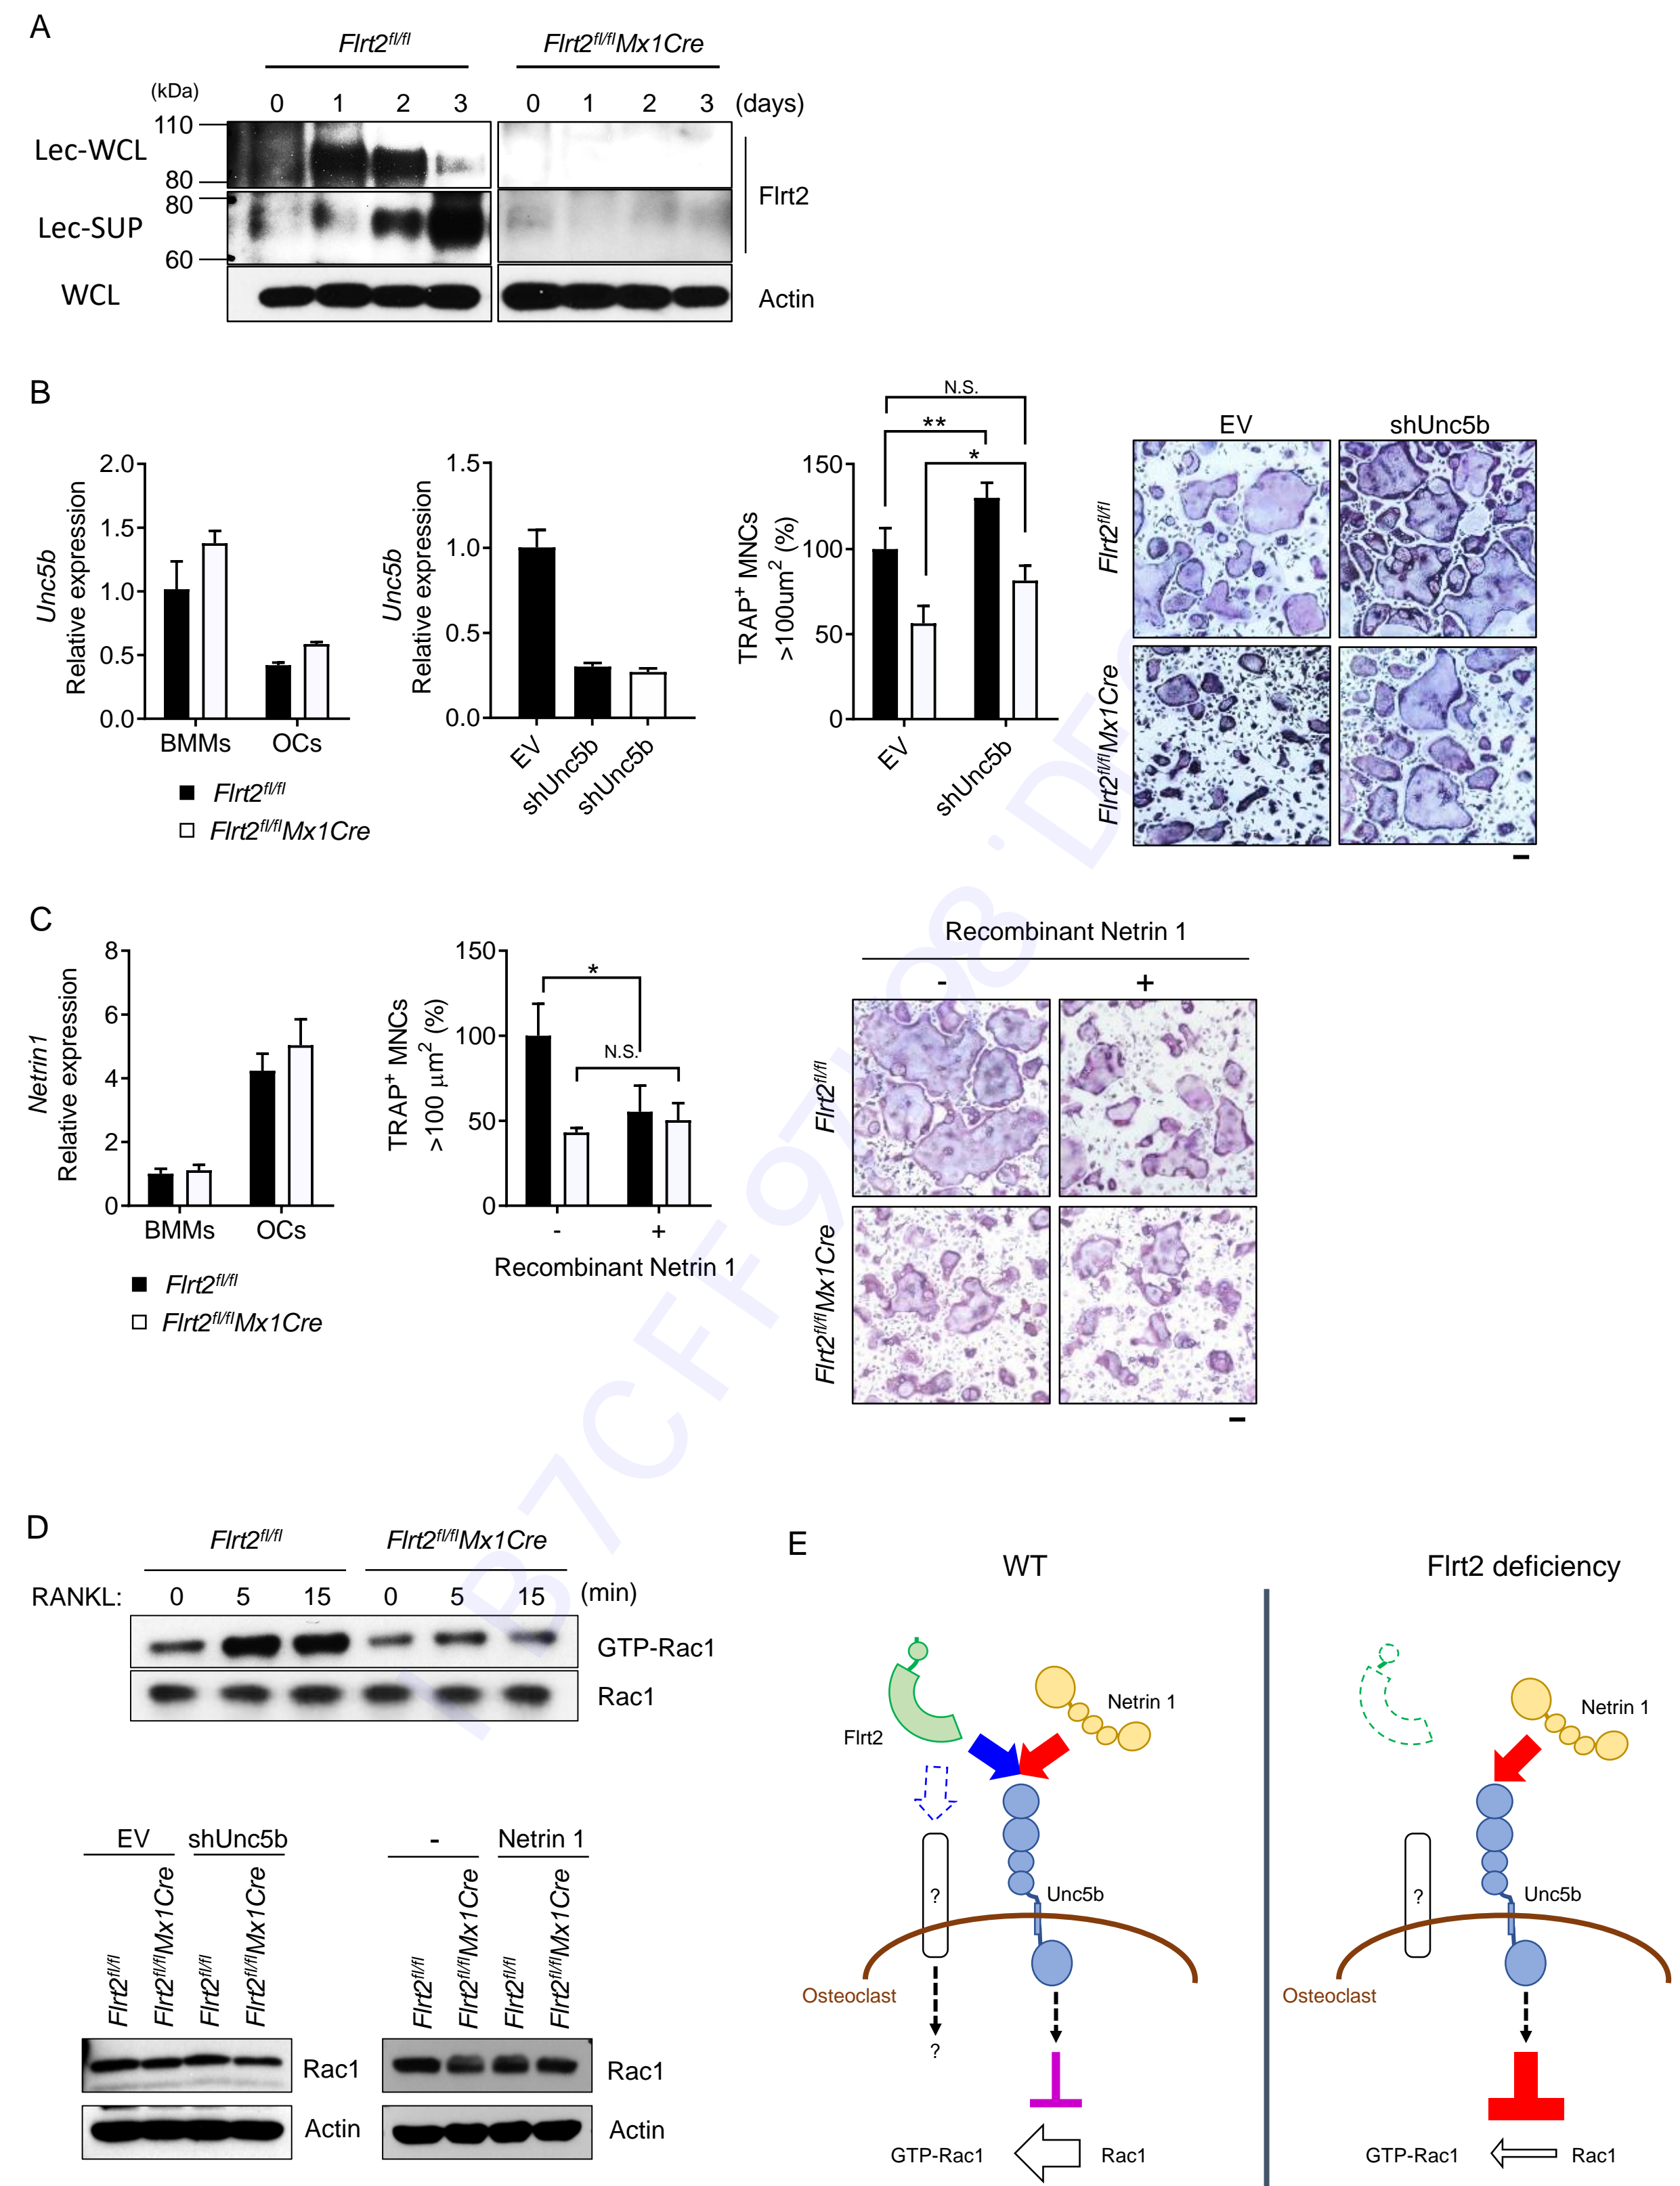 A
Flrt2fl/fl
Flrt2fl/flMx1Cre
(kDa)
0 1 2 3 0 1 2 3 (days)
110
Lec-WCL
80
80
Lec-SUP
60
Flrt2
WCL
Actin
B
2.0
1.5
1.0
0.5
0.0
Unc5b
Relative expression
BMMs OCs
Flrt2fl/fl
Flrt2fl/flMx1Cre
1.5
1.0
0.5
0.0
Unc5b
Relative expression
EV
shUnc5b
shUnc5b
N.S.
**
*
150
100
50
0
TRAP+ MNCs
>100um2 (%)
EV
shUnc5b
EV shUnc5b
Flrt2fl/fl
Flrt2fl/flMx1Cre
C
8
6
4
2
0
Netrin1
Relative expression
BMMs OCs
Flrt2fl/fl
Flrt2fl/flMx1Cre
150
100
50
0
TRAP+ MNCs
>100 μm2 (%)
*
N.S.
- +
Recombinant Netrin 1
Recombinant Netrin 1
- +
Flrt2fl/fl
Flrt2fl/flMx1Cre
D
Flrt2fl/fl
Flrt2fl/flMx1Cre
RANKL: 0 5 15 0 5 15 (min)
GTP-Rac1
Rac1
EV shUnc5b
Flrt2fl/fl
Flrt2fl/flMx1Cre
Flrt2fl/fl
Flrt2fl/flMx1Cre
Rac1
Actin
- Netrin 1
Flrt2fl/fl
Flrt2fl/flMx1Cre
Flrt2fl/fl
Flrt2fl/flMx1Cre
Rac1
Actin
E
WT
Flrt2
Netrin 1
?
Unc5b
Osteoclast
?
GTP-Rac1 Rac1
Flrt2 deficiency
Netrin 1
?
Unc5b
Osteoclast
GTP-Rac1 Rac1